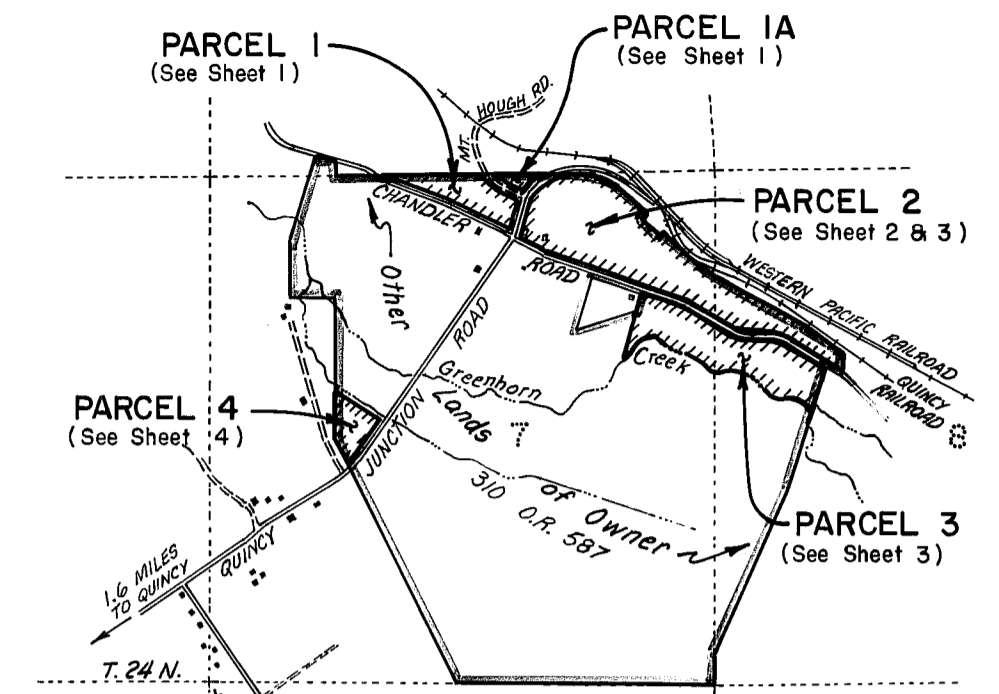 PARCEL 1
(See Sheet 1)
PARCEL 1A
(See Sheet 1)
MT. HOUGH RD.
PARCEL 2
(See Sheet 2 & 3)
CHANDLER ROAD
WESTERN PACIFIC RAILROAD
QUINCY RAILROAD
8
Other Lands of Owner
7
310 O.R. 587
Greenhorn Creek
QUINCY JUNCTION ROAD
PARCEL 4
(See Sheet 4)
PARCEL 3
(See Sheet 3)
1.6 MILES
TO QUINCY
T. 24 N.